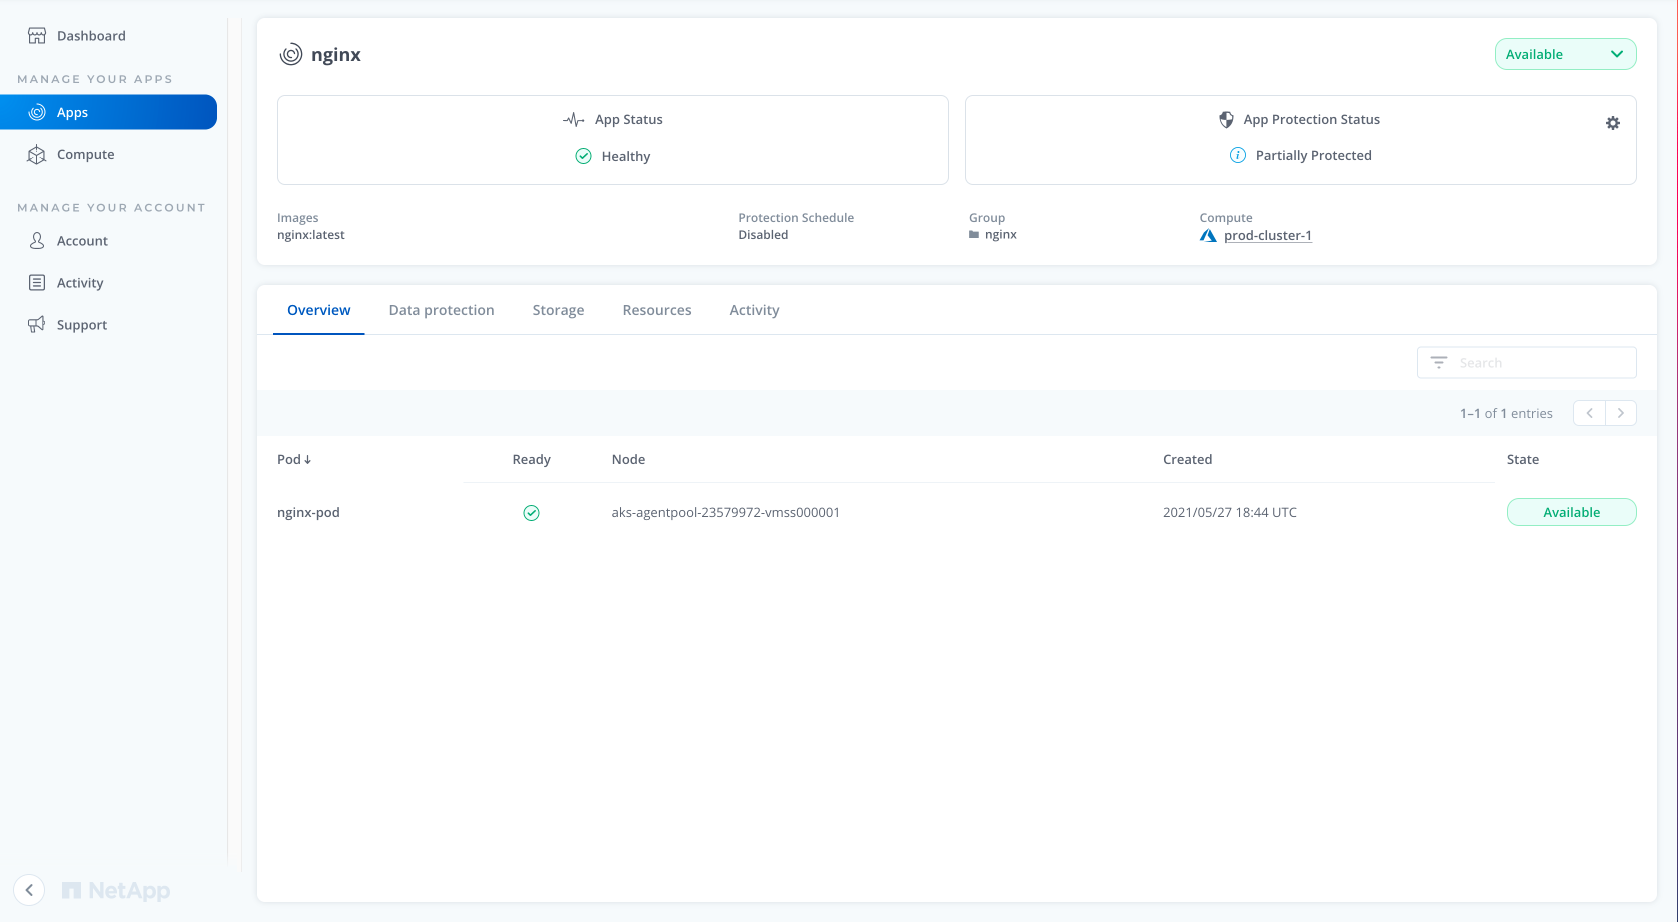 Dashboard
MANAGE YOUR APPS
Apps
Compute
MANAGE YOUR ACCOUNT
Account
Activity
Support
NetApp
nginx
Available
App Status
Healthy
App Protection Status
Partially Protected
Images
nginx:latest
Protection Schedule
Disabled
Group
nginx
Compute
prod-cluster-1
Overview Data protection Storage Resources Activity
Search
1–1 of 1 entries
Pod Ready Node Created State
nginx-pod aks-agentpool-23579972-vmss000001 2021/05/27 18:44 UTC Available